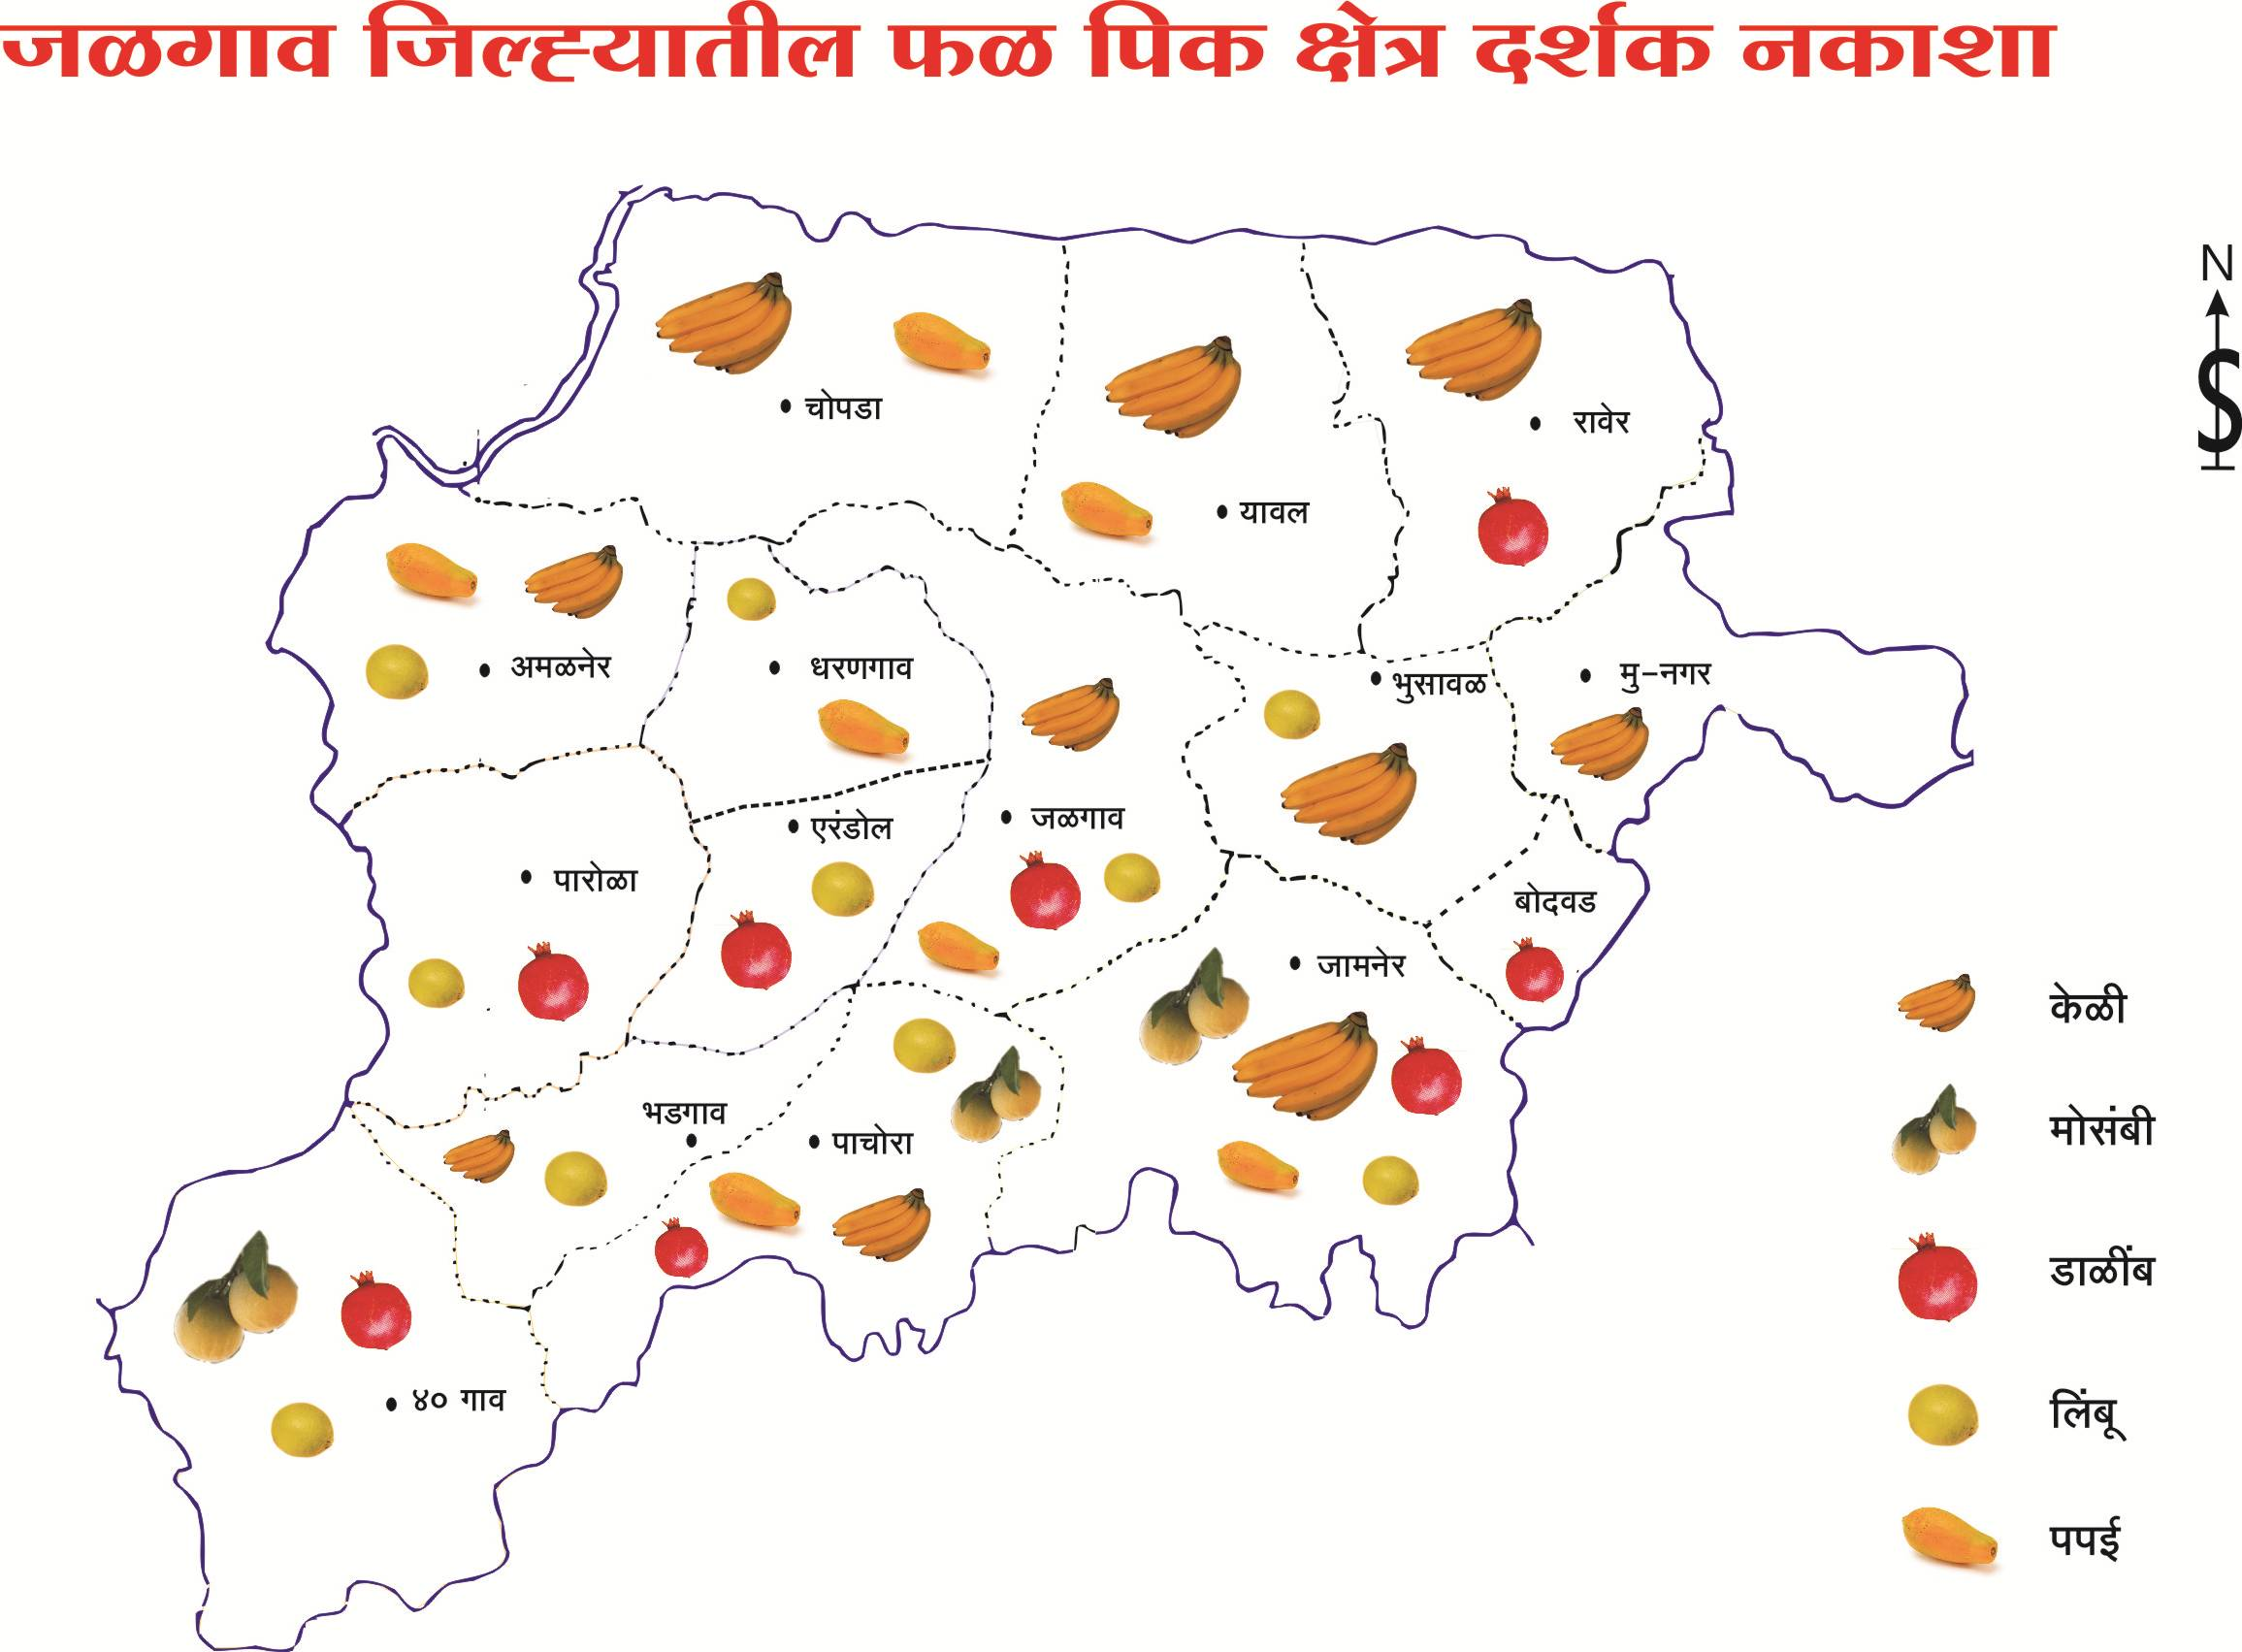 जळगाव जिल्ह्यातील फळ पिक क्षेत्र दर्शक नकाशा
N
S
चोपडा
रावेर
यावल
अमळनेर
धरणगाव
भुसावळ
मु-नगर
एरंडोल
जळगाव
पारोळा
बोदवड
जामनेर
भडगाव
पाचोरा
४० गाव
केळी
मोसंबी
डाळींब
लिंबू
पपई